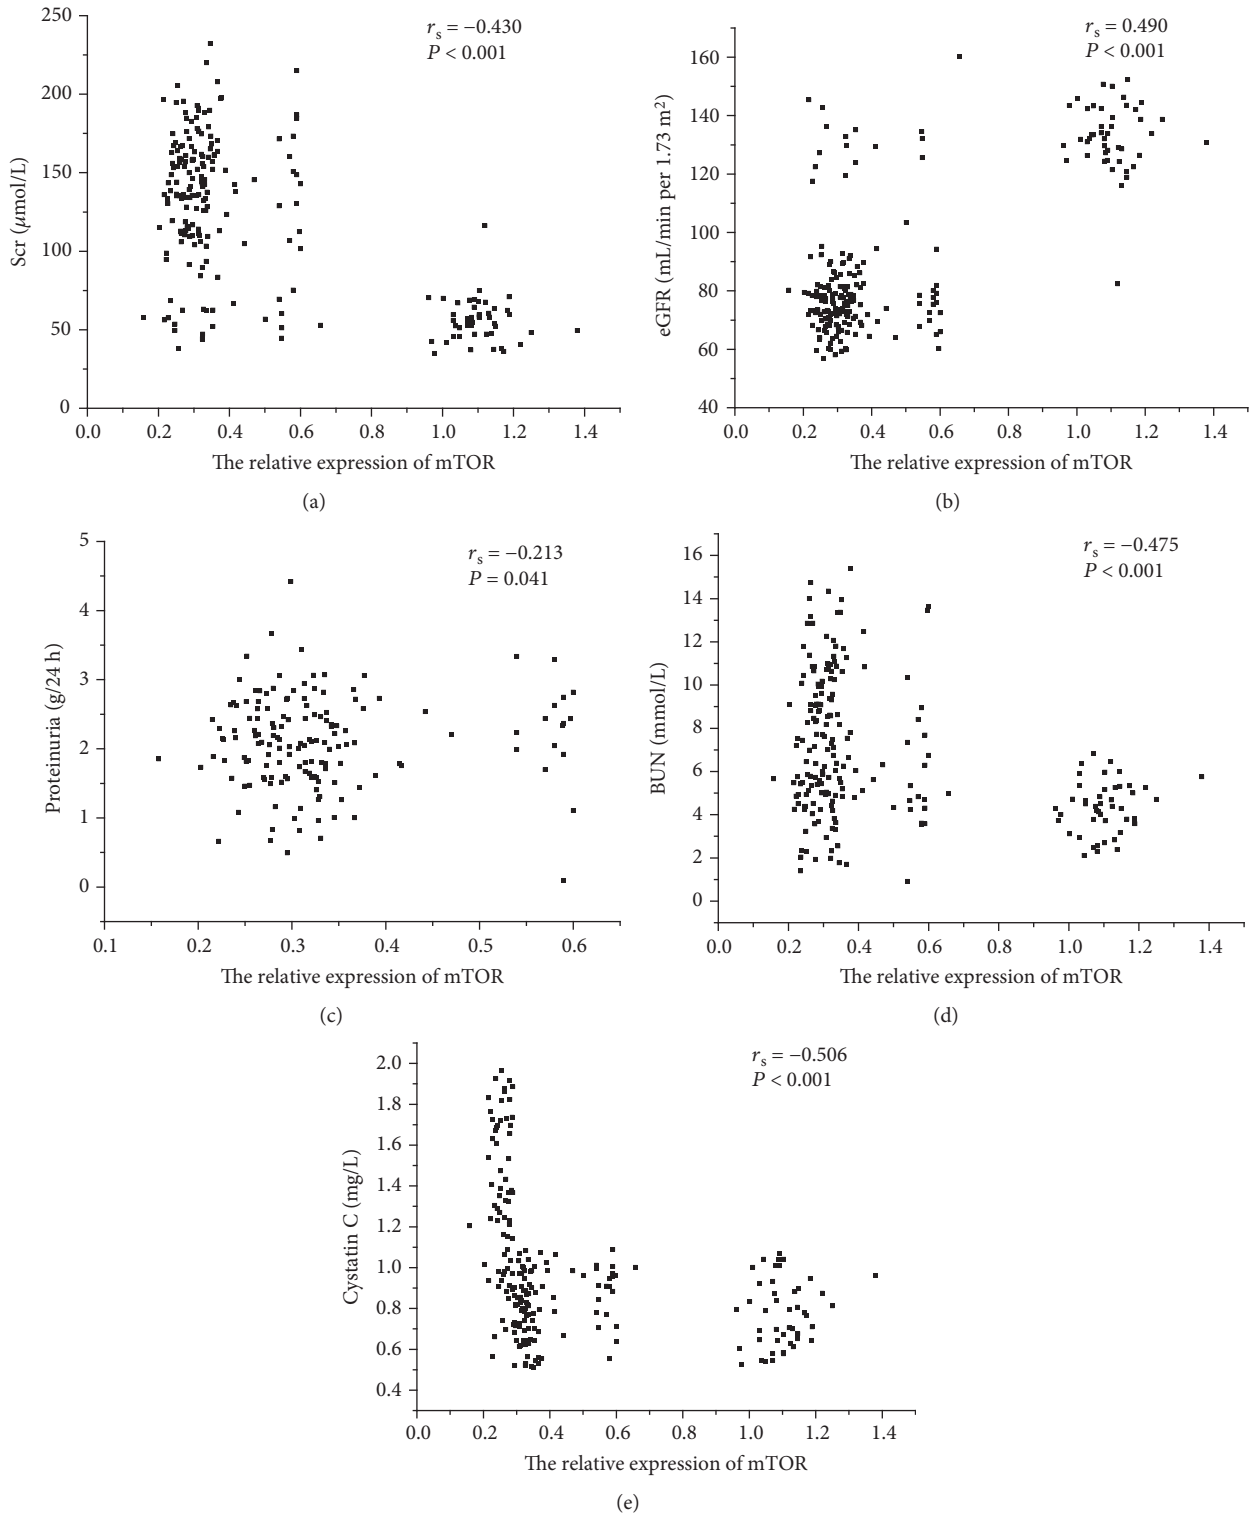 r_s = −0.430
P < 0.001
Scr (μmol/L)
250
200
150
100
50
0
0.0 0.2 0.4 0.6 0.8 1.0 1.2 1.4
The relative expression of mTOR
(a)
r_s = 0.490
P < 0.001
eGFR (mL/min per 1.73 m²)
160
140
120
100
80
60
40
0.0 0.2 0.4 0.6 0.8 1.0 1.2 1.4
The relative expression of mTOR
(b)
r_s = −0.213
P = 0.041
Proteinuria (g/24 h)
5
4
3
2
1
0
0.1 0.2 0.3 0.4 0.5 0.6
The relative expression of mTOR
(c)
r_s = −0.475
P < 0.001
BUN (mmol/L)
16
14
12
10
8
6
4
2
0
0.0 0.2 0.4 0.6 0.8 1.0 1.2 1.4
The relative expression of mTOR
(d)
r_s = −0.506
P < 0.001
Cystatin C (mg/L)
2.0
1.8
1.6
1.4
1.2
1.0
0.8
0.6
0.4
0.0 0.2 0.4 0.6 0.8 1.0 1.2 1.4
The relative expression of mTOR
(e)